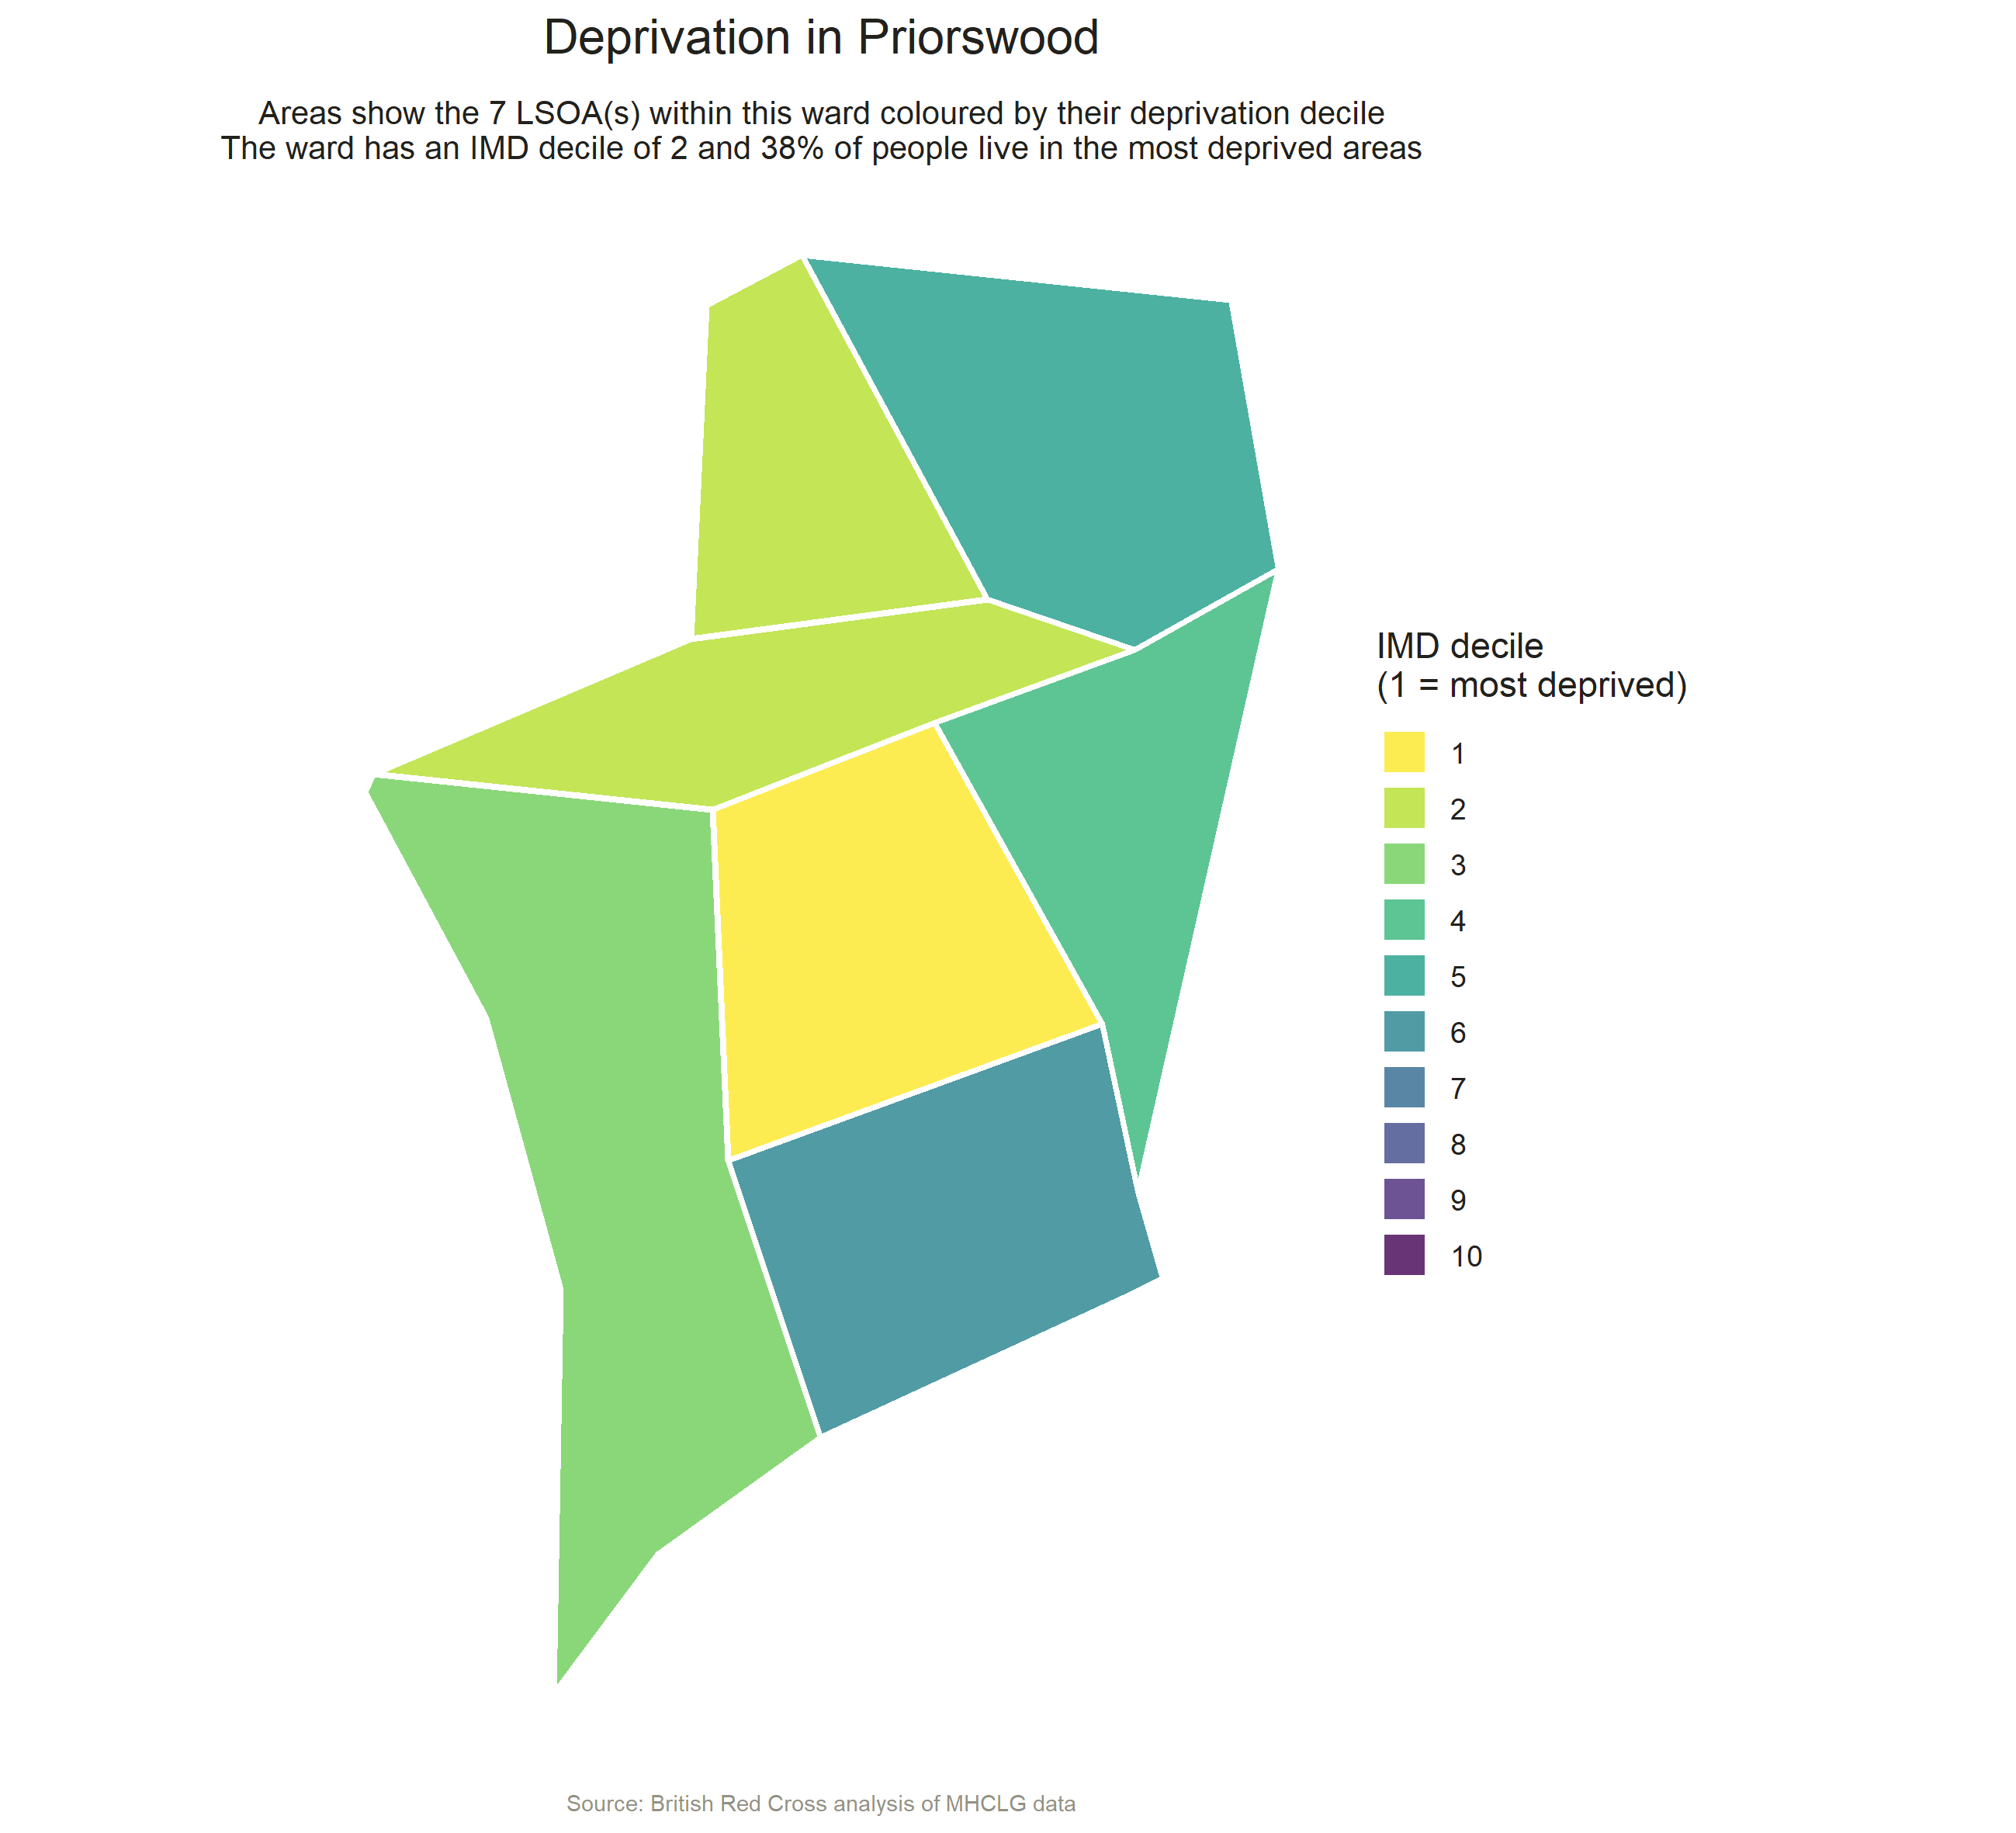 Deprivation in Priorswood
Areas show the 7 LSOA(s) within this ward coloured by their deprivation decile
The ward has an IMD decile of 2 and 38% of people live in the most deprived areas
IMD decile
(1 = most deprived)
1
2
3
4
5
6
7
8
9
10
Source: British Red Cross analysis of MHCLG data